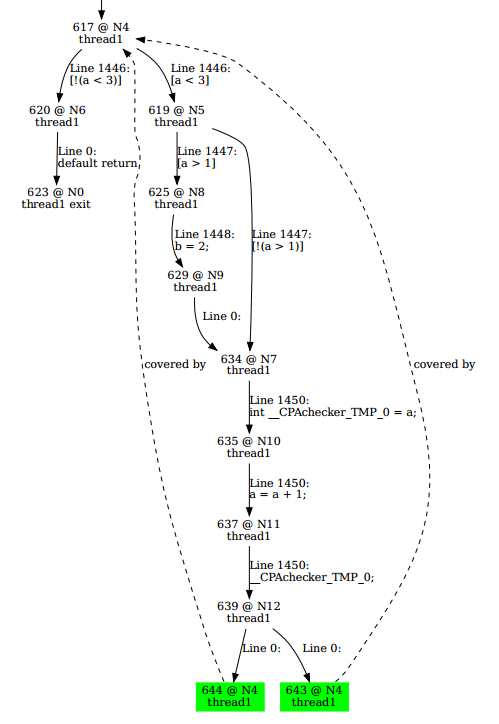 617 @ N4
thread1
Line 1446:
[!(a < 3)]
Line 1446:
[a < 3]
620 @ N6
thread1
619 @ N5
thread1
Line 0:
default return
Line 1447:
[a > 1]
623 @ N0
thread1 exit
625 @ N8
thread1
Line 1448:
b = 2;
Line 1447:
[!(a > 1)]
629 @ N9
thread1
Line 0:
634 @ N7
thread1
covered by
covered by
Line 1450:
int __CPAchecker_TMP_0 = a;
635 @ N10
thread1
Line 1450:
a = a + 1;
637 @ N11
thread1
Line 1450:
__CPAchecker_TMP_0;
639 @ N12
thread1
Line 0:
Line 0:
644 @ N4
thread1
643 @ N4
thread1